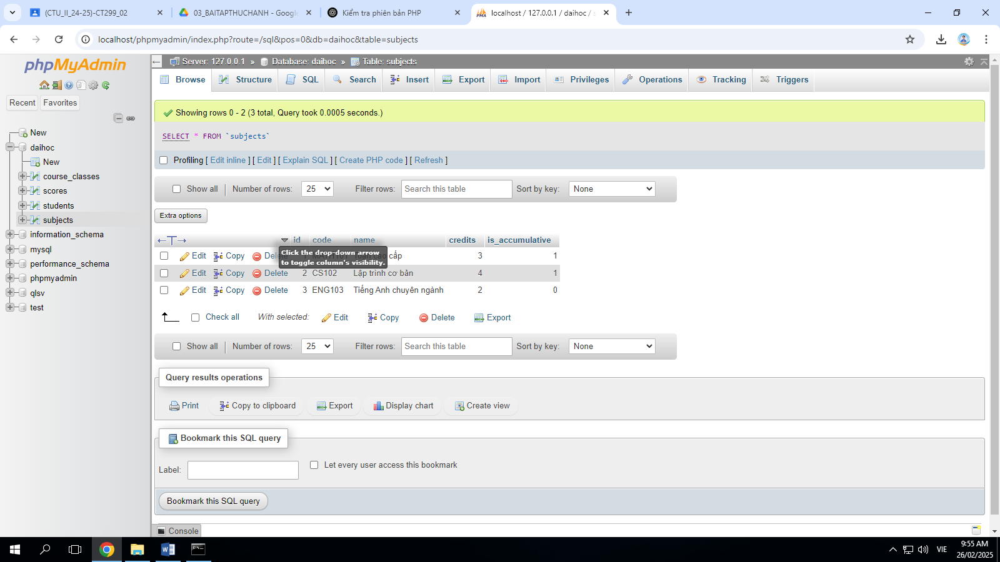 (CTU_II_24-25)-CT299_02
03_BAITAPTHUCHANH - Google
Kiểm tra phiên bản PHP
localhost / 127.0.0.1 / daihoc / s
localhost/phpmyadmin/index.php?route=/sql&pos=0&db=daihoc&table=subjects
phpMyAdmin
Recent
Favorites
New
daihoc
New
course_classes
scores
students
subjects
information_schema
mysql
performance_schema
phpmyadmin
qlsv
test
Server: 127.0.0.1 » Database: daihoc » Table: subjects
Browse Structure SQL Search Insert Export Import Privileges Operations Tracking Triggers
Showing rows 0 - 2 (3 total, Query took 0.0005 seconds.)
SELECT * FROM `subjects`
Profiling [ Edit inline ] [ Edit ] [ Explain SQL ] [ Create PHP code ] [ Refresh ]
Show all Number of rows: 25 Filter rows: Search this table Sort by key: None
Extra options
id code name credits is_accumulative
Edit Copy Delete cấp 3 1
Click the drop-down arrow
to toggle column's visibility.
Edit Copy Delete 2 CS102 Lập trình cơ bản 4 1
Edit Copy Delete 3 ENG103 Tiếng Anh chuyên ngành 2 0
Check all With selected: Edit Copy Delete Export
Show all Number of rows: 25 Filter rows: Search this table Sort by key: None
Query results operations
Print Copy to clipboard Export Display chart Create view
Bookmark this SQL query
Label: Let every user access this bookmark
Bookmark this SQL query
Console
VIE
9:55 AM
26/02/2025